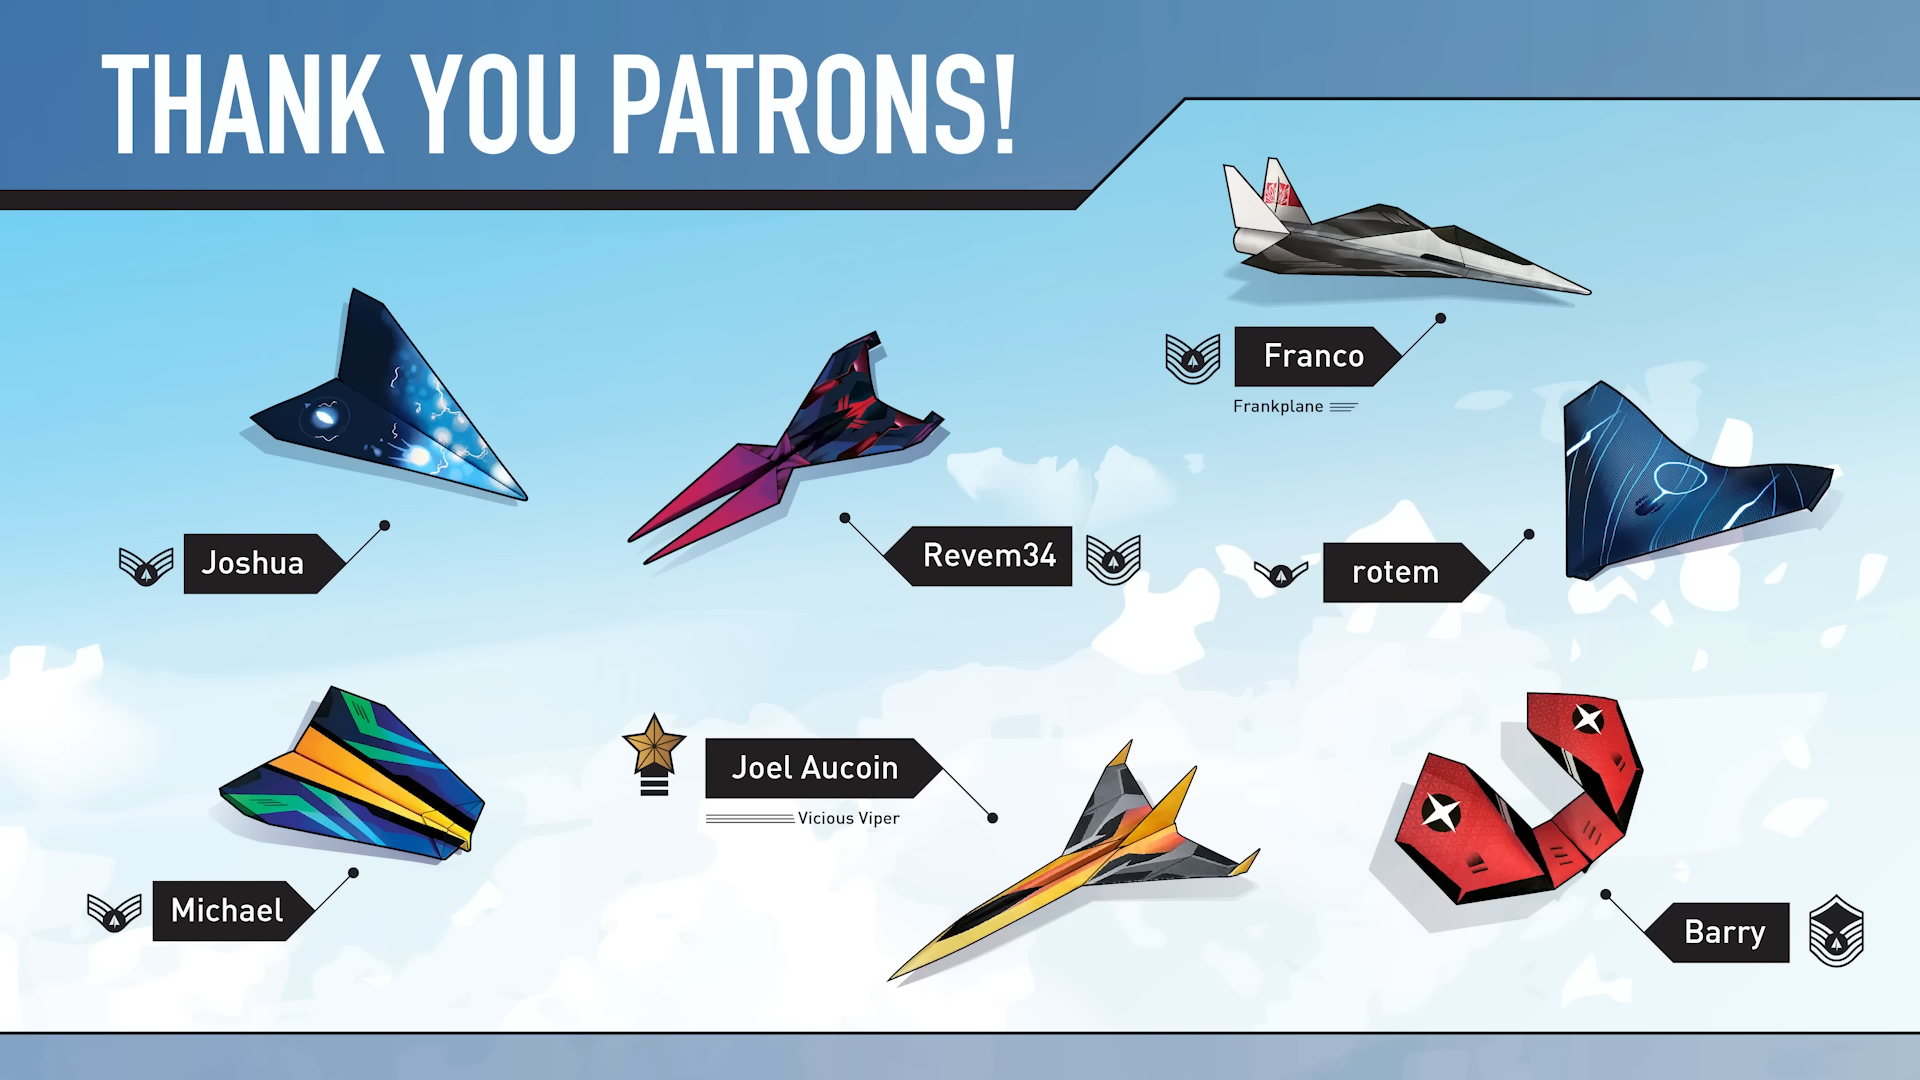 THANK YOU PATRONS!
Franco
Frankplane
Joshua
Revem34
rotem
Joel Aucoin
Vicious Viper
Michael
Barry